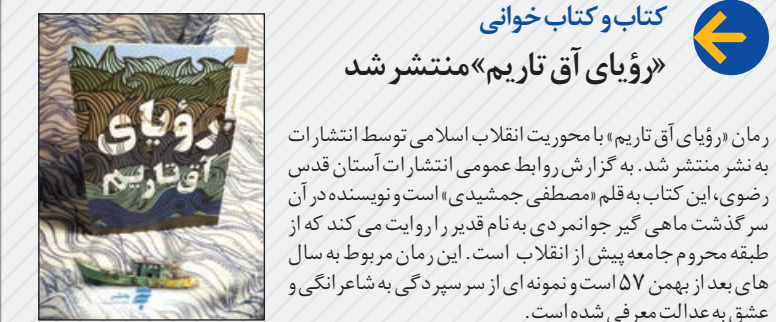 کتاب و کتاب خوانی
«رؤیای آق تاریم» منتشر شد
رمان «رؤیای آق تاریم» با محوریت انقلاب اسلامی توسط انتشارات
به نشر منتشر شد. به گزارش روابط عمومی انتشارات آستان قدس
رضوی، این کتاب به قلم «مصطفی جمشیدی» است و نویسنده در آن
سرگذشت ماهی گیر جوانمردی به نام قدیر را روایت می کند که از
طبقه محروم جامعه پیش از انقلاب است. این رمان مربوط به سال
های بعد از بهمن ۵۷ است و نمونه ای از سرسپردگی به شاعرانگی و
عشق به عدالت معرفی شده است.
رؤیای
آق تاریم